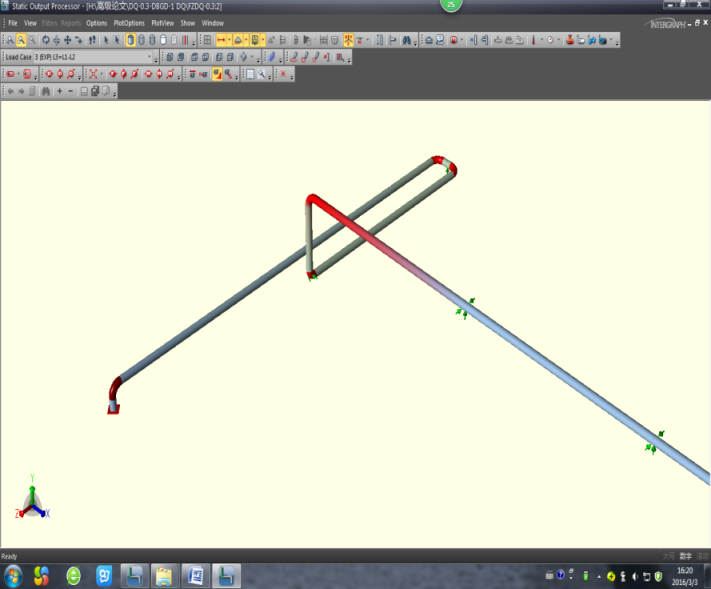 Static Output Processor - [H:\高级论文\DQ-0.3-DBGD-1 DQ\FZDQ-0.3:2]
25
File View Filters Reports Options PlotOptions PlotView Show Window
INTERGRAPH
Load Case 3 (EXP) L3=L1-L2
Y
Z X
Ready
大写 数字 滚动
16:20
2016/3/3